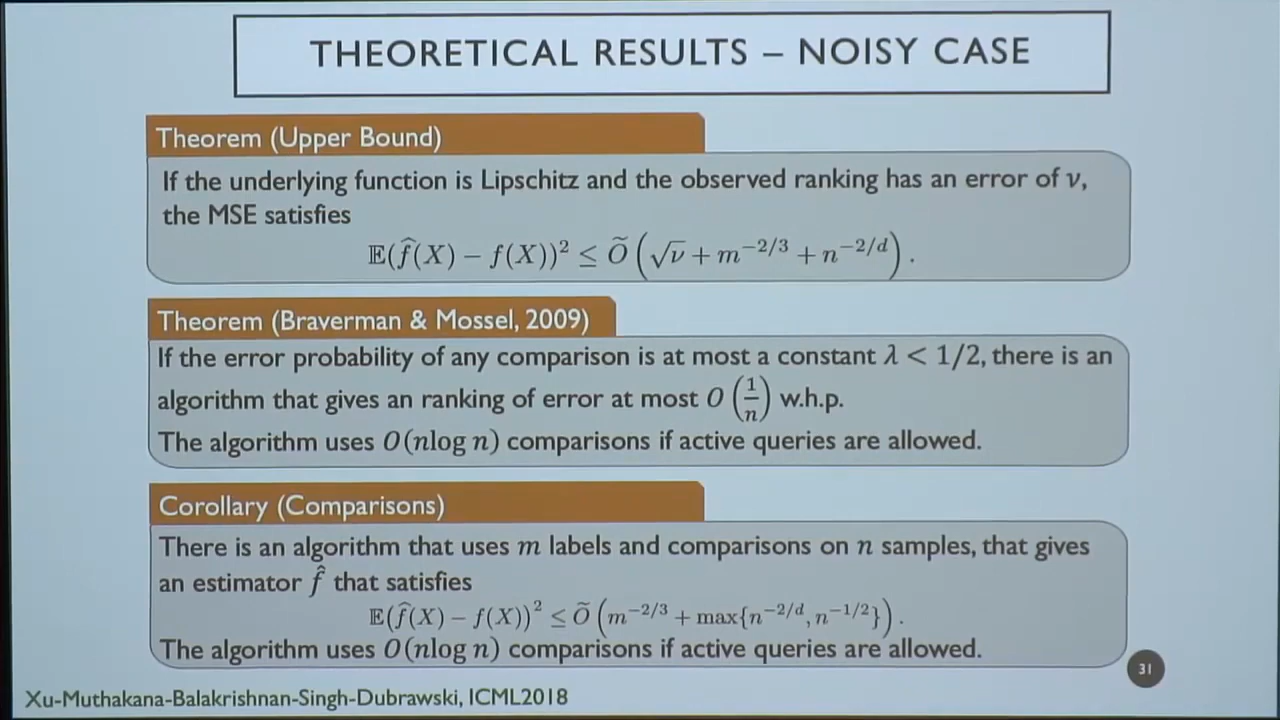 THEORETICAL RESULTS – NOISY CASE
Theorem (Upper Bound)
If the underlying function is Lipschitz and the observed ranking has an error of ν,
the MSE satisfies
𝔼(f̂(X) − f(X))² ≤ Õ(√ν + m^{−2/3} + n^{−2/d}).
Theorem (Braverman & Mossel, 2009)
If the error probability of any comparison is at most a constant λ < 1/2, there is an
algorithm that gives an ranking of error at most O(1/n) w.h.p.
The algorithm uses O(nlog n) comparisons if active queries are allowed.
Corollary (Comparisons)
There is an algorithm that uses m labels and comparisons on n samples, that gives
an estimator f̂ that satisfies
𝔼(f̂(X) − f(X))² ≤ Õ(m^{−2/3} + max{n^{−2/d}, n^{−1/2}}).
The algorithm uses O(nlog n) comparisons if active queries are allowed.
31
Xu-Muthakana-Balakrishnan-Singh-Dubrawski, ICML2018